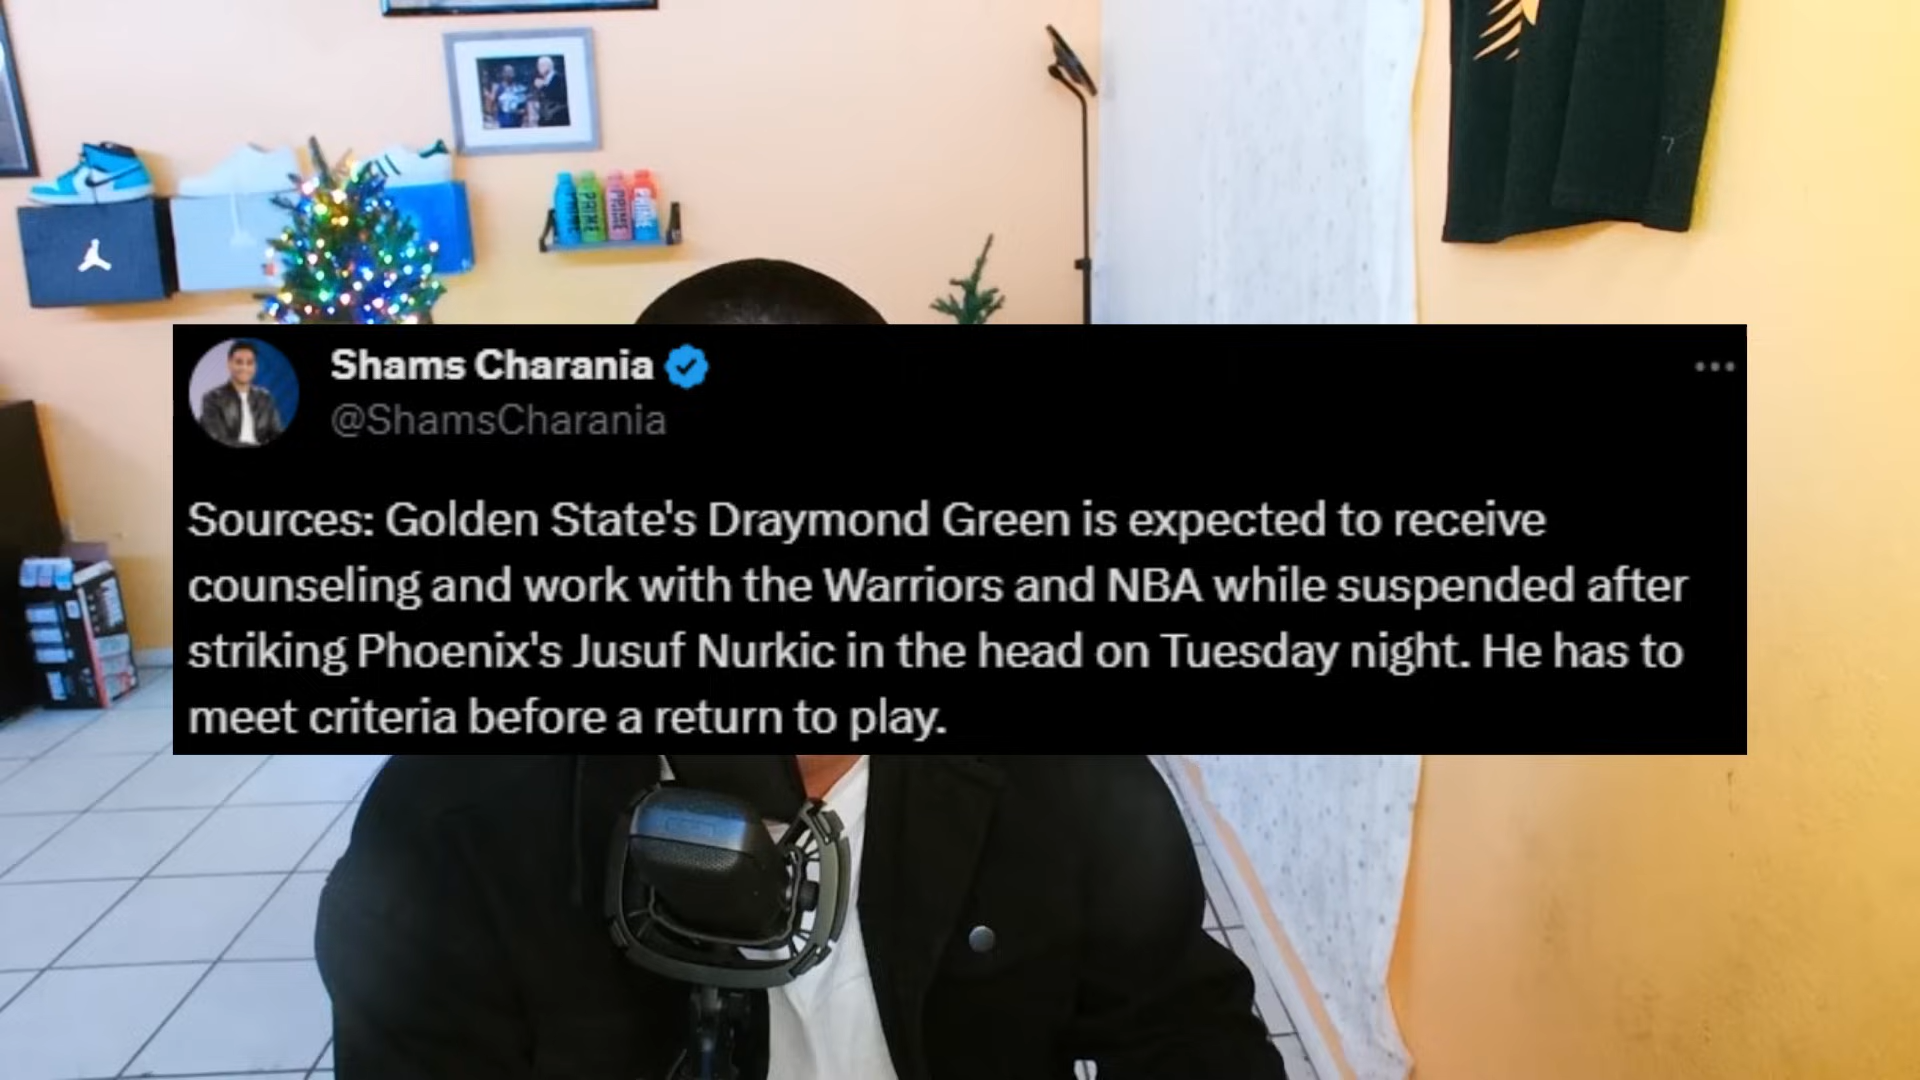 PRIME
PRIME
PRIME
Shams Charania
@ShamsCharania
Sources: Golden State's Draymond Green is expected to receive
counseling and work with the Warriors and NBA while suspended after
striking Phoenix's Jusuf Nurkic in the head on Tuesday night. He has to
meet criteria before a return to play.